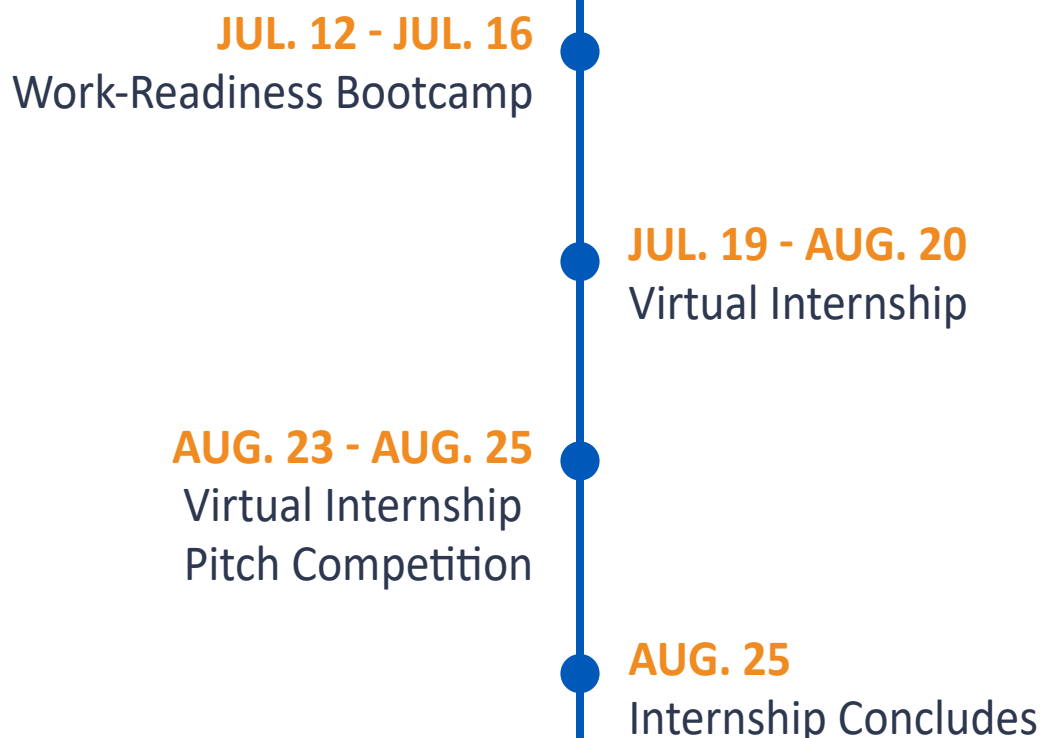 JUL. 12 - JUL. 16
Work-Readiness Bootcamp
JUL. 19 - AUG. 20
Virtual Internship
AUG. 23 - AUG. 25
Virtual Internship
Pitch Competition
AUG. 25
Internship Concludes